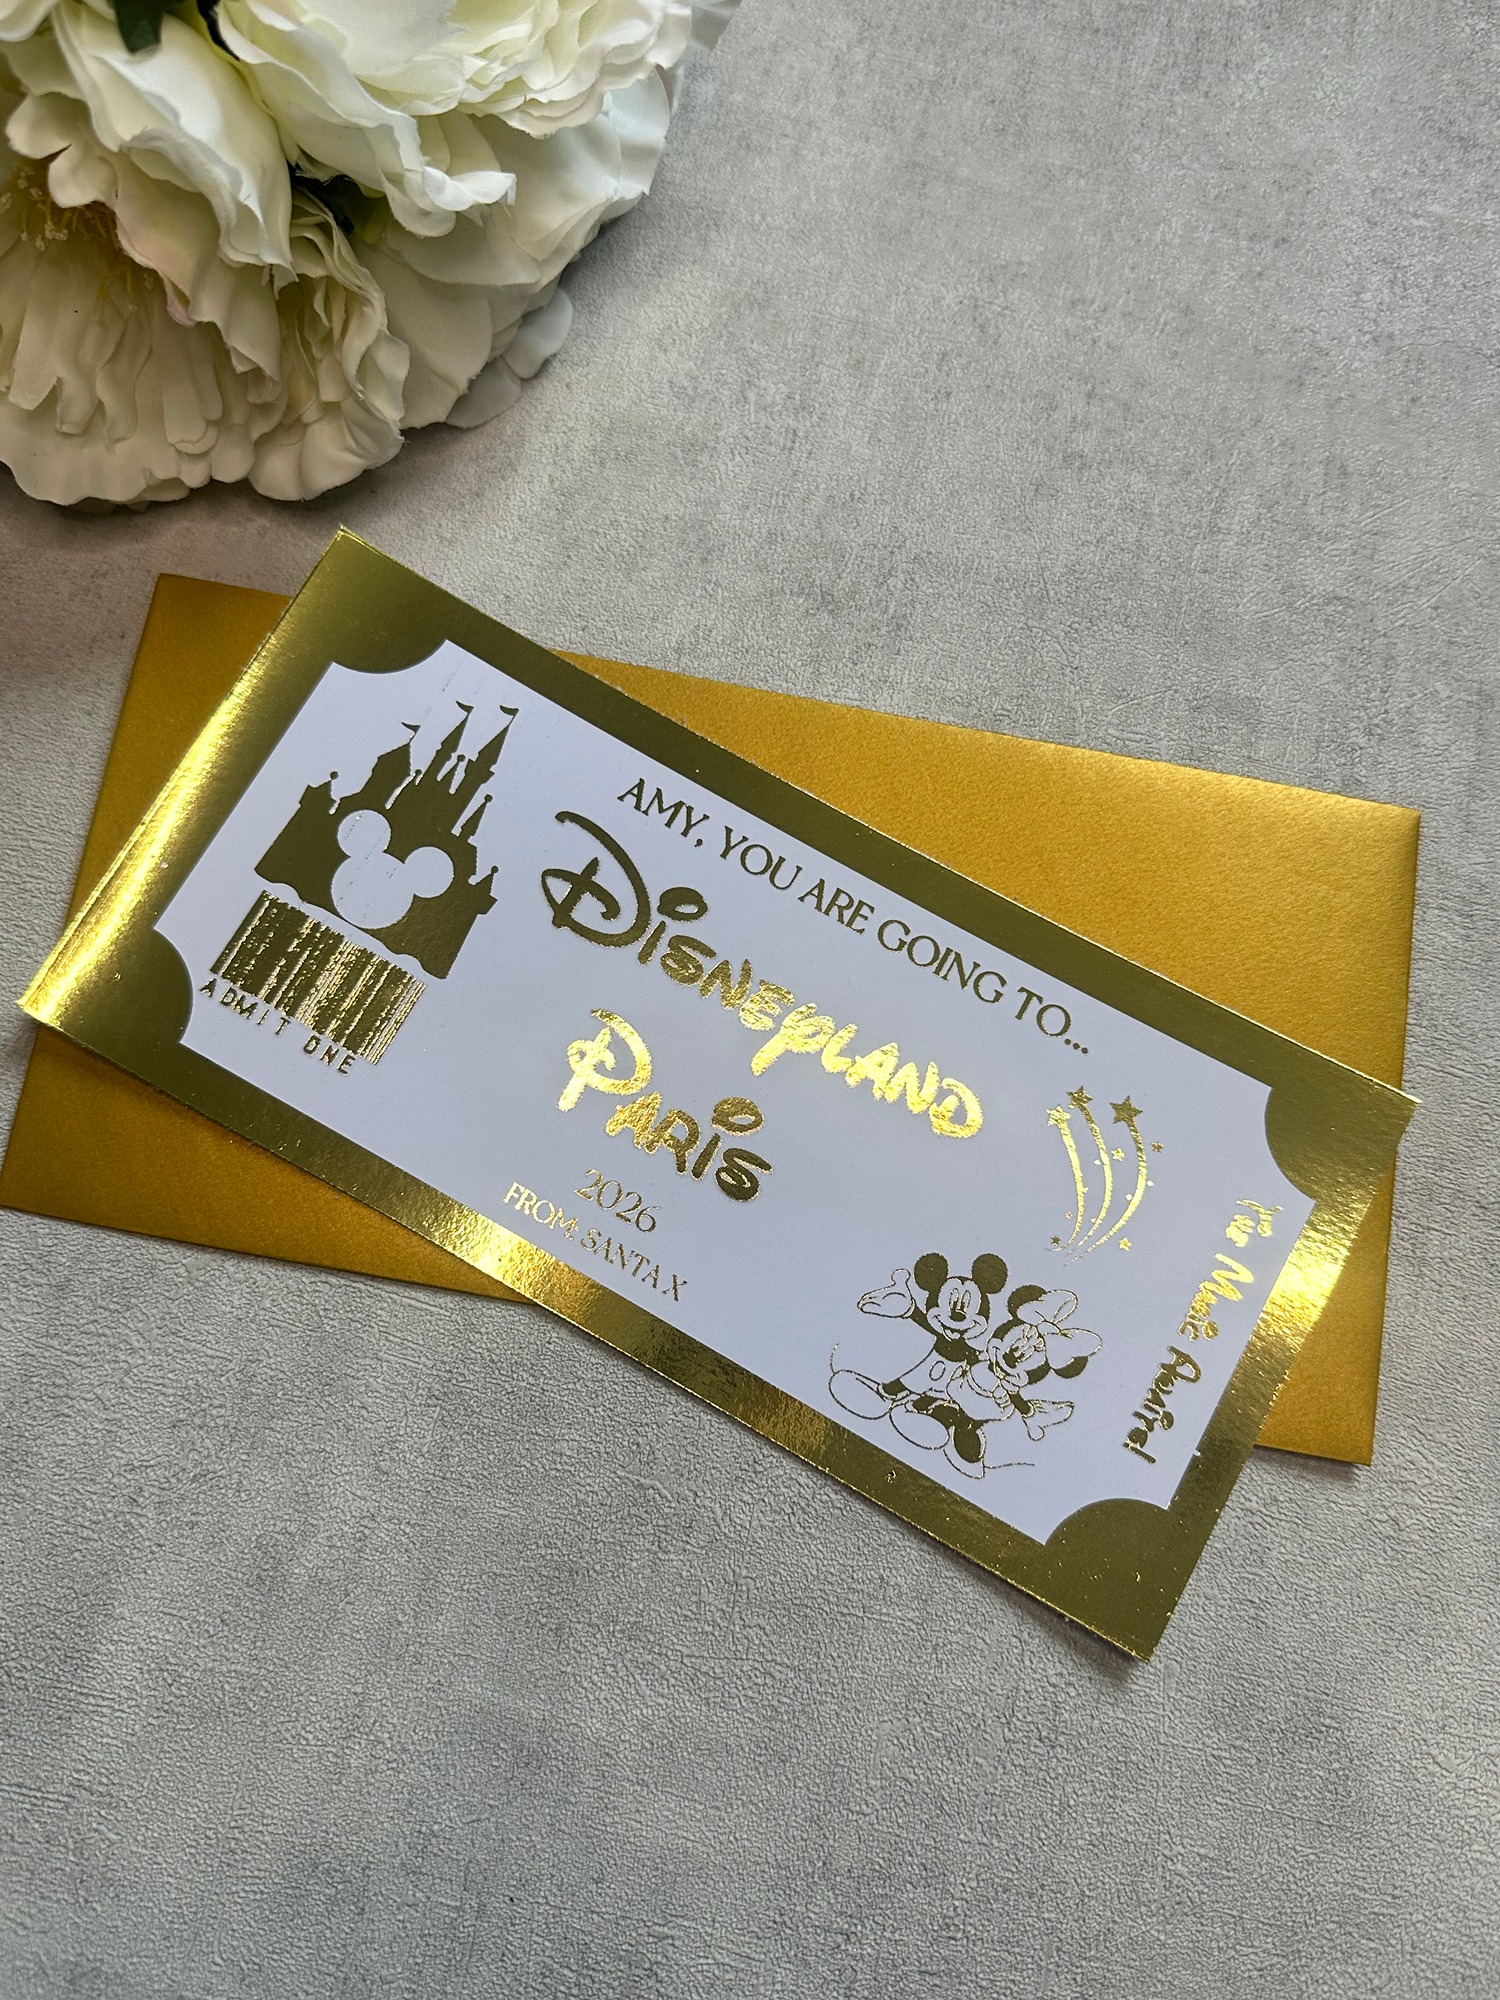 AMY, YOU ARE GOING TO...
DISNEYLAND
PARIS
2026
FROM: SANTA X
ADMIT ONE
The Magic Awaits!